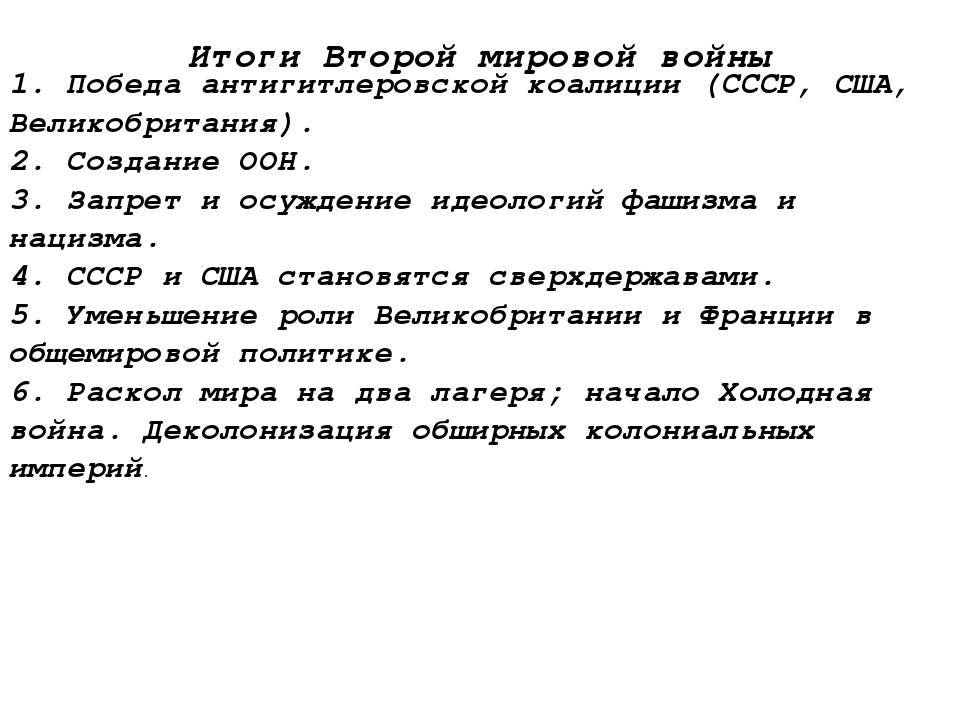 Итоги Второй мировой войны
1. Победа антигитлеровской коалиции (СССР, США,
Великобритания).
2. Создание ООН.
3. Запрет и осуждение идеологий фашизма и
нацизма.
4. СССР и США становятся сверхдержавами.
5. Уменьшение роли Великобритании и Франции в
общемировой политике.
6. Раскол мира на два лагеря; начало Холодная
война. Деколонизация обширных колониальных
империй.